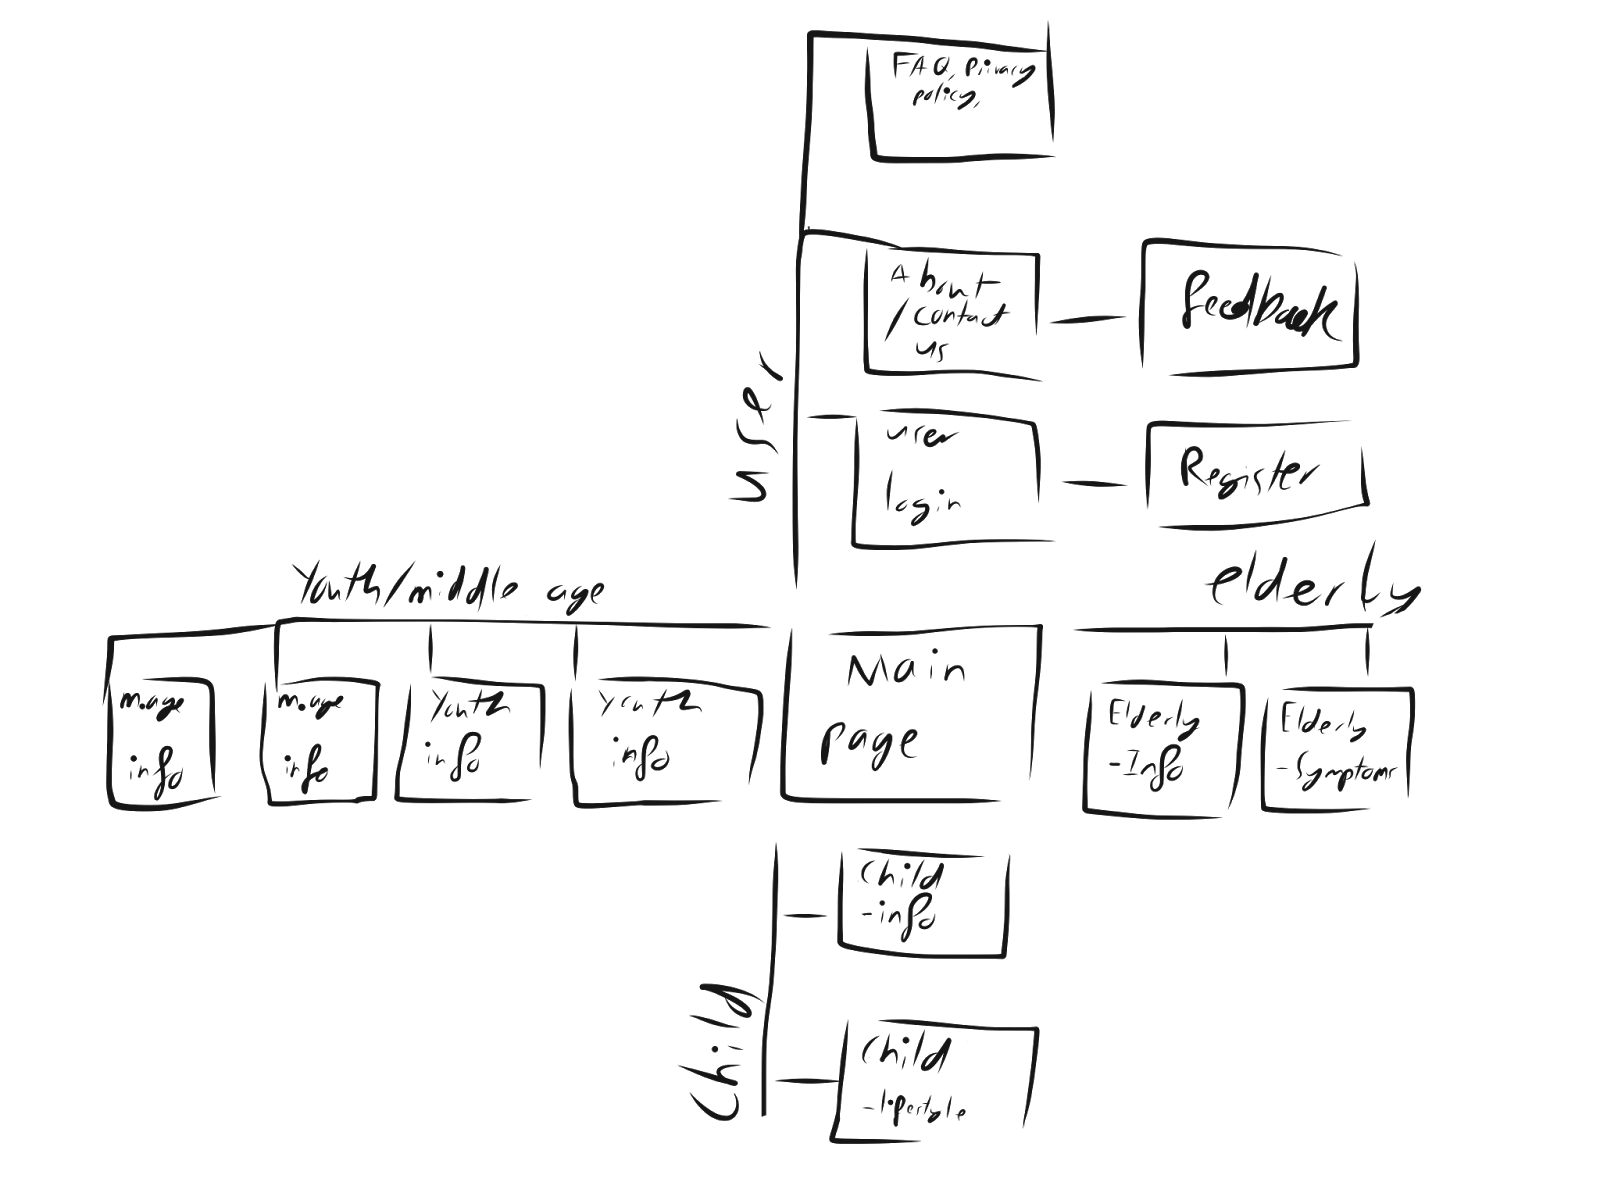 FAQ, Privacy
policy,
About
/contact
us
feedback
user
user
login
Register
Youth/middle age
elderly
m.age
info
m.age
info
Youth
info
Youth
info
Main
page
Elderly
-Info
Elderly
-Symptoms
Child
-info
Child
Child
-lifestyle